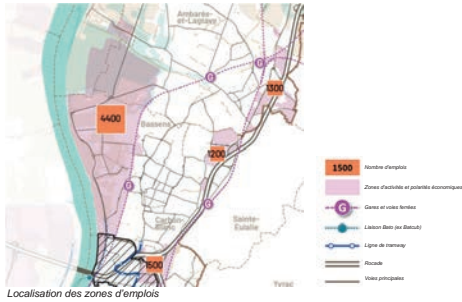 Ambarès-
et-Lagrave
G
G
1300
4400
Bassens
1200
G
G
Carbon-
Blanc
Sainte-
Eulalie
1500
Yvrac
1500
Nombre d'emplois
Zones d'activités et polarités économiques
G
Gares et voies ferrées
Liaison Bato (ex Batcub)
Ligne de tramway
Rocade
Voies principales
Localisation des zones d'emplois